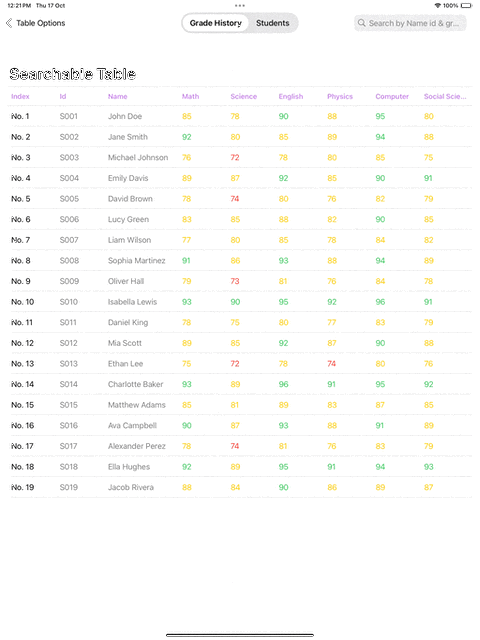 12:21 PM Thu 17 Oct 100%
Table Options Grade History Students Search by Name id & gr...
Searchable Table
Index Id Name Math Science English Physics Computer Social Scie...
No. 1 S001 John Doe 85 78 90 88 95 80
No. 2 S002 Jane Smith 92 80 85 89 94 88
No. 3 S003 Michael Johnson 76 72 78 80 85 75
No. 4 S004 Emily Davis 89 87 92 85 90 91
No. 5 S005 David Brown 78 74 80 76 82 79
No. 6 S006 Lucy Green 83 85 88 82 90 85
No. 7 S007 Liam Wilson 77 80 85 78 84 82
No. 8 S008 Sophia Martinez 91 86 93 88 94 89
No. 9 S009 Oliver Hall 79 73 81 76 84 78
No. 10 S010 Isabella Lewis 93 90 95 92 96 91
No. 11 S011 Daniel King 78 75 80 77 83 79
No. 12 S012 Mia Scott 89 85 92 87 90 88
No. 13 S013 Ethan Lee 75 72 78 74 80 76
No. 14 S014 Charlotte Baker 93 89 96 91 95 92
No. 15 S015 Matthew Adams 85 81 89 83 87 85
No. 16 S016 Ava Campbell 90 87 93 88 91 89
No. 17 S017 Alexander Perez 78 74 81 76 83 79
No. 18 S018 Ella Hughes 92 89 95 91 94 93
No. 19 S019 Jacob Rivera 88 84 90 86 89 87